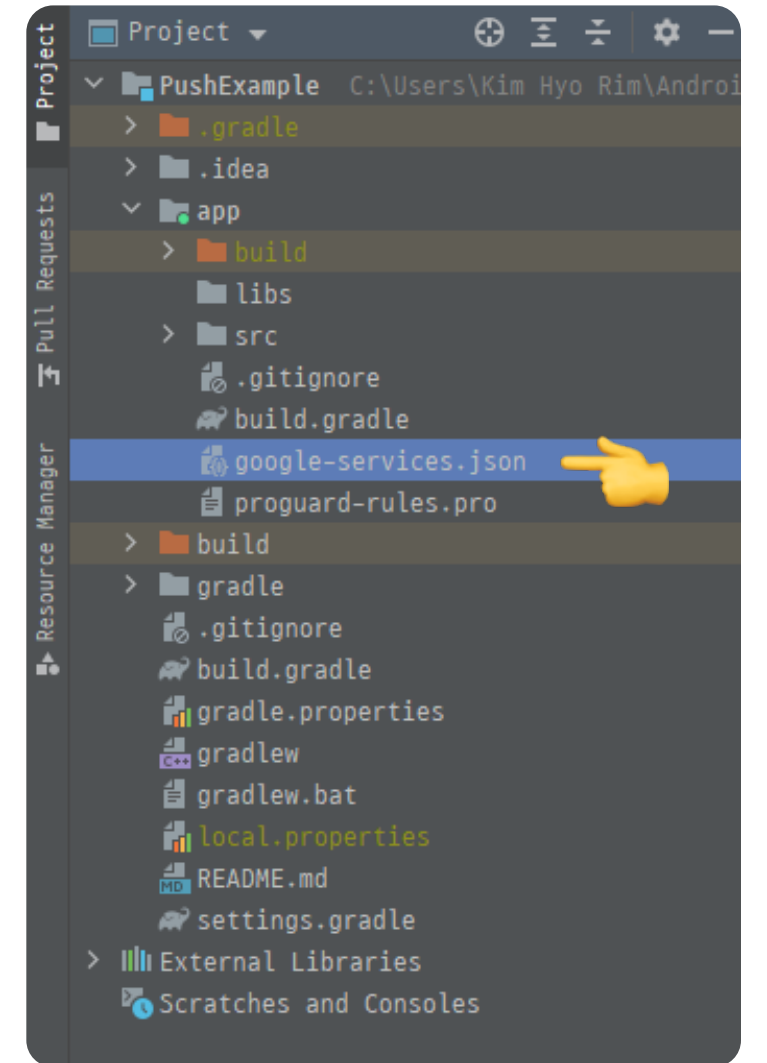 Project
PushExample C:\Users\Kim Hyo Rim\Androi
.gradle
.idea
app
build
libs
src
.gitignore
build.gradle
google-services.json
proguard-rules.pro
build
gradle
.gitignore
build.gradle
gradle.properties
C++ gradlew
gradlew.bat
local.properties
MD README.md
settings.gradle
External Libraries
Scratches and Consoles
Project
Pull Requests
Resource Manager